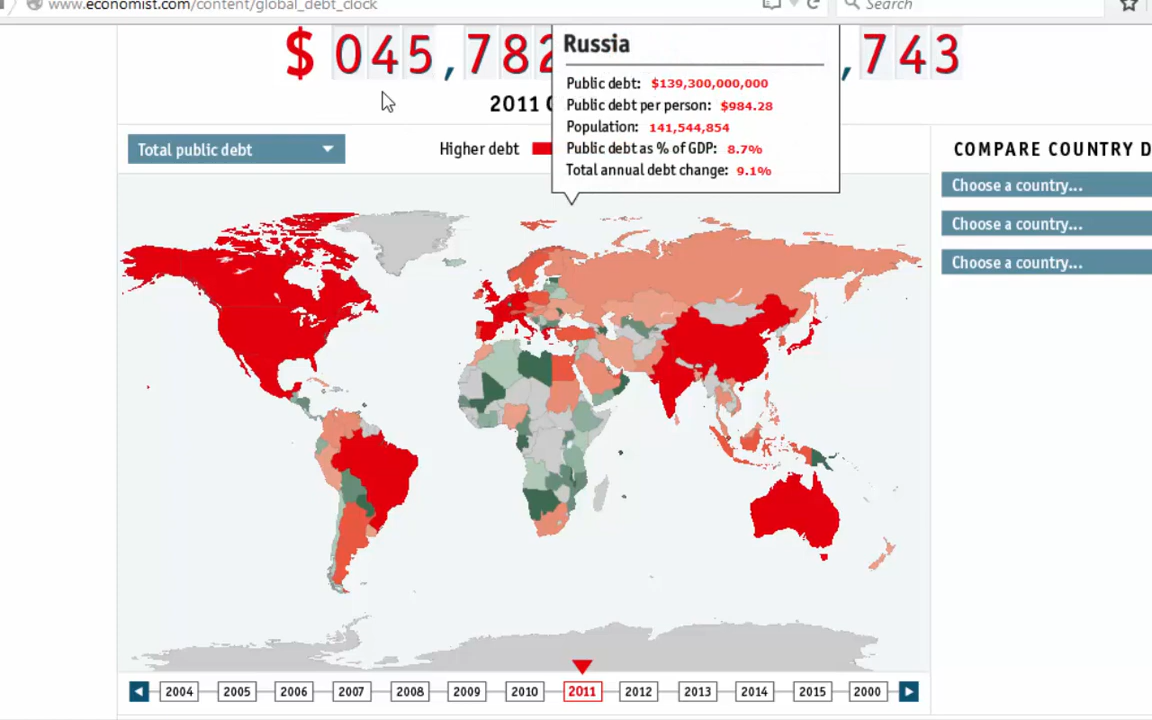 www.economist.com/content/global_debt_clock
Search
$ 045,782
,743
Russia
Public debt: $139,300,000,000
Public debt per person: $984.28
Population: 141,544,854
Public debt as % of GDP: 8.7%
Total annual debt change: 9.1%
2011
Total public debt
Higher debt
COMPARE COUNTRY D
Choose a country...
Choose a country...
Choose a country...
2004 2005 2006 2007 2008 2009 2010 2011 2012 2013 2014 2015 2000